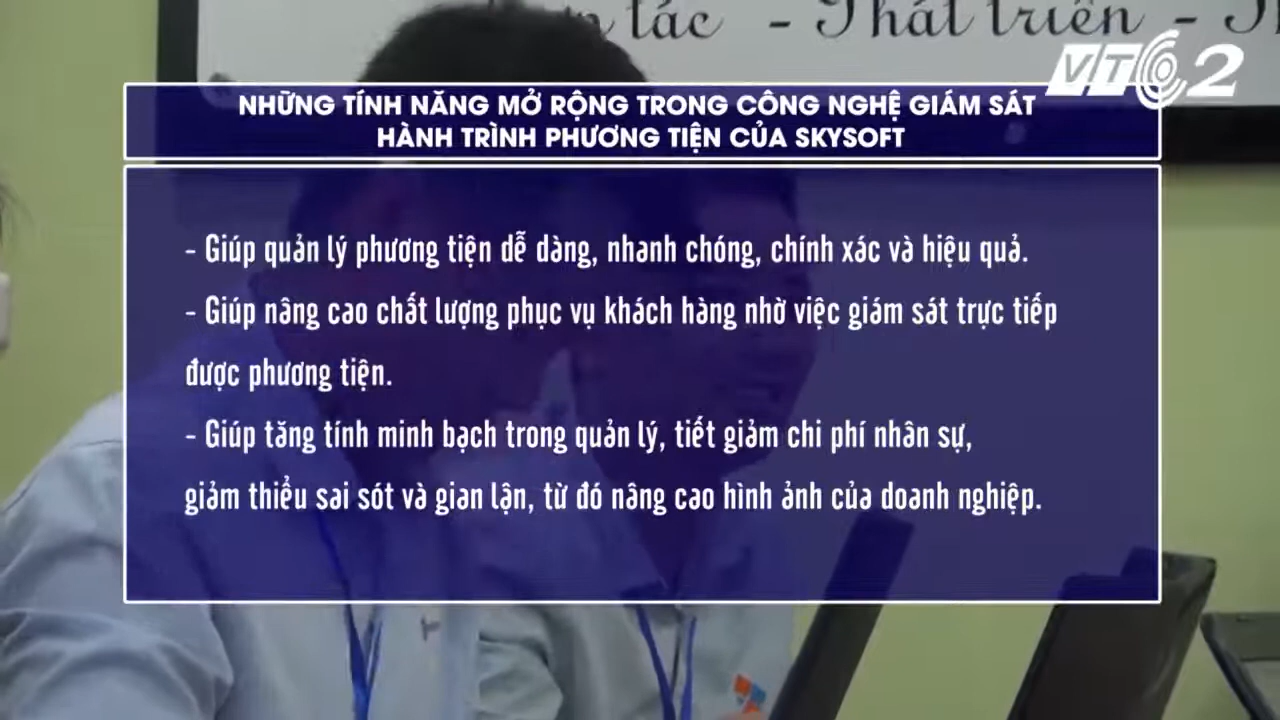 tác - Phát triển -
VTC2
NHỮNG TÍNH NĂNG MỞ RỘNG TRONG CÔNG NGHỆ GIÁM SÁT
HÀNH TRÌNH PHƯƠNG TIỆN CỦA SKYSOFT
- Giúp quản lý phương tiện dễ dàng, nhanh chóng, chính xác và hiệu quả.
- Giúp nâng cao chất lượng phục vụ khách hàng nhờ việc giám sát trực tiếp
được phương tiện.
- Giúp tăng tính minh bạch trong quản lý, tiết giảm chi phí nhân sự,
giảm thiểu sai sót và gian lận, từ đó nâng cao hình ảnh của doanh nghiệp.